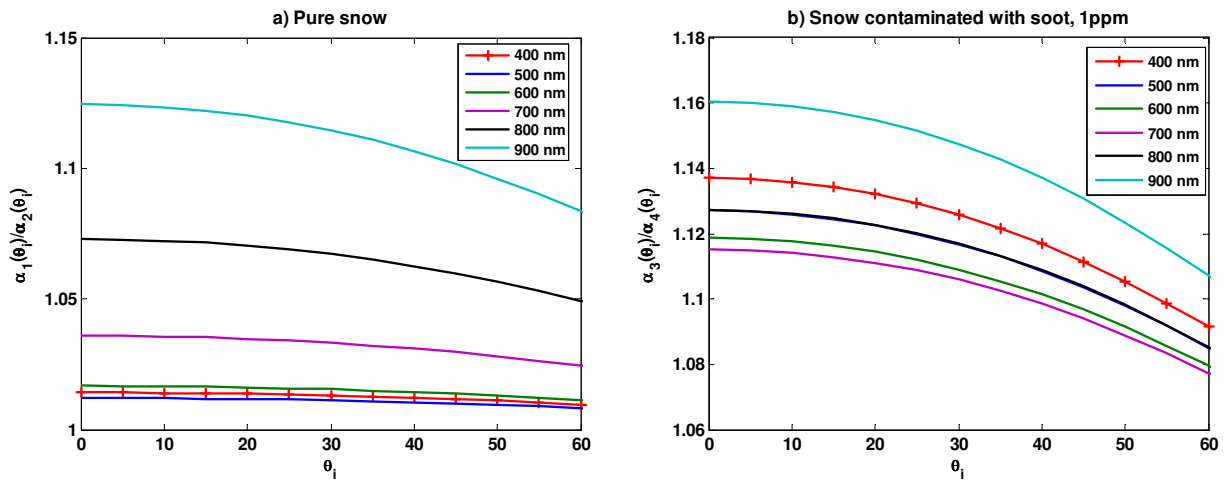 a) Pure snow
1.15
1.1
1.05
1
α1(θi)/α2(θi)
400 nm
500 nm
600 nm
700 nm
800 nm
900 nm
0 10 20 30 40 50 60
θi
b) Snow contaminated with soot, 1ppm
1.18
1.16
1.14
1.12
1.1
1.08
1.06
α3(θi)/α4(θi)
400 nm
500 nm
600 nm
700 nm
800 nm
900 nm
0 10 20 30 40 50 60
θi